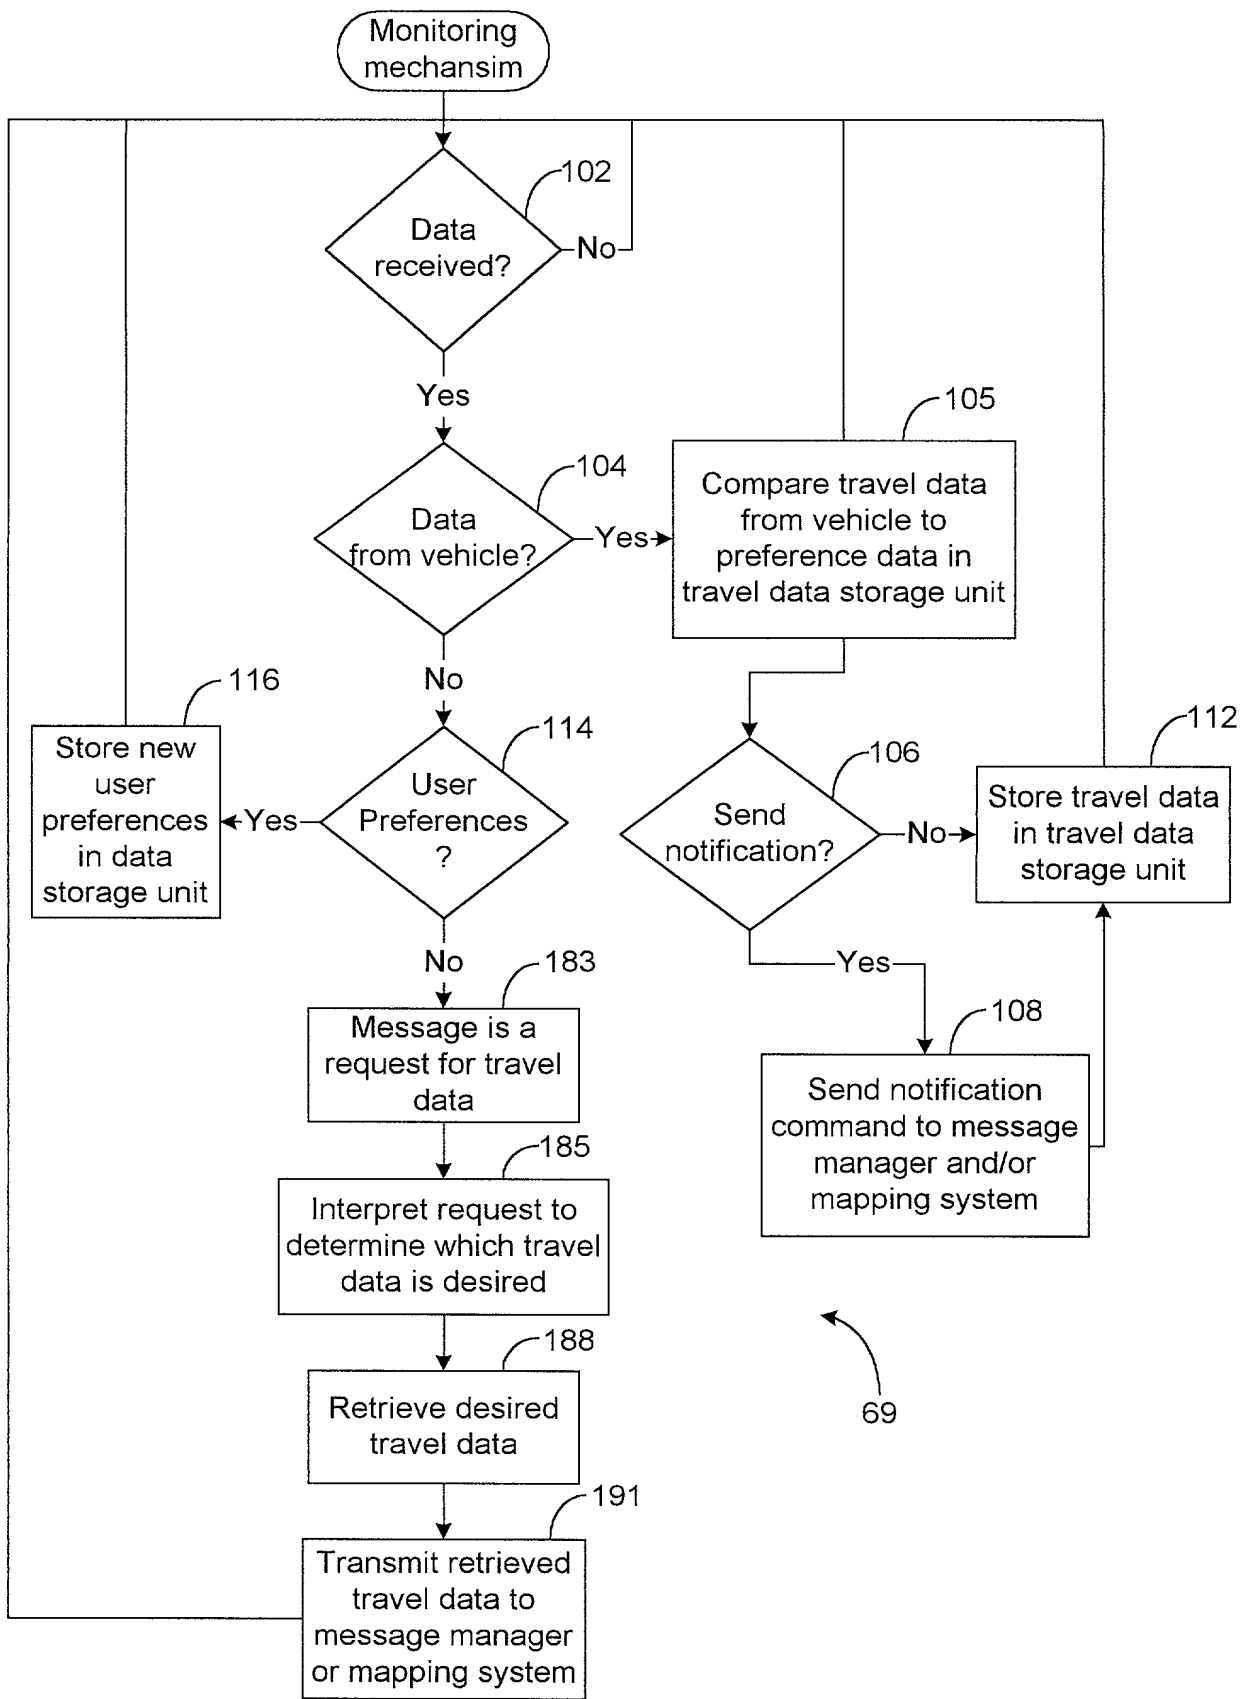 Monitoring
mechansim
102
Data
received?
No
Yes
104
Data
from vehicle?
Yes
105
Compare travel data
from vehicle to
preference data in
travel data storage unit
No
116
Store new
user
preferences
in data
storage unit
Yes
114
User
Preferences
?
106
Send
notification?
No
112
Store travel data
in travel data
storage unit
Yes
No
183
Message is a
request for travel
data
108
Send notification
command to message
manager and/or
mapping system
185
Interpret request to
determine which travel
data is desired
188
Retrieve desired
travel data
69
191
Transmit retrieved
travel data to
message manager
or mapping system